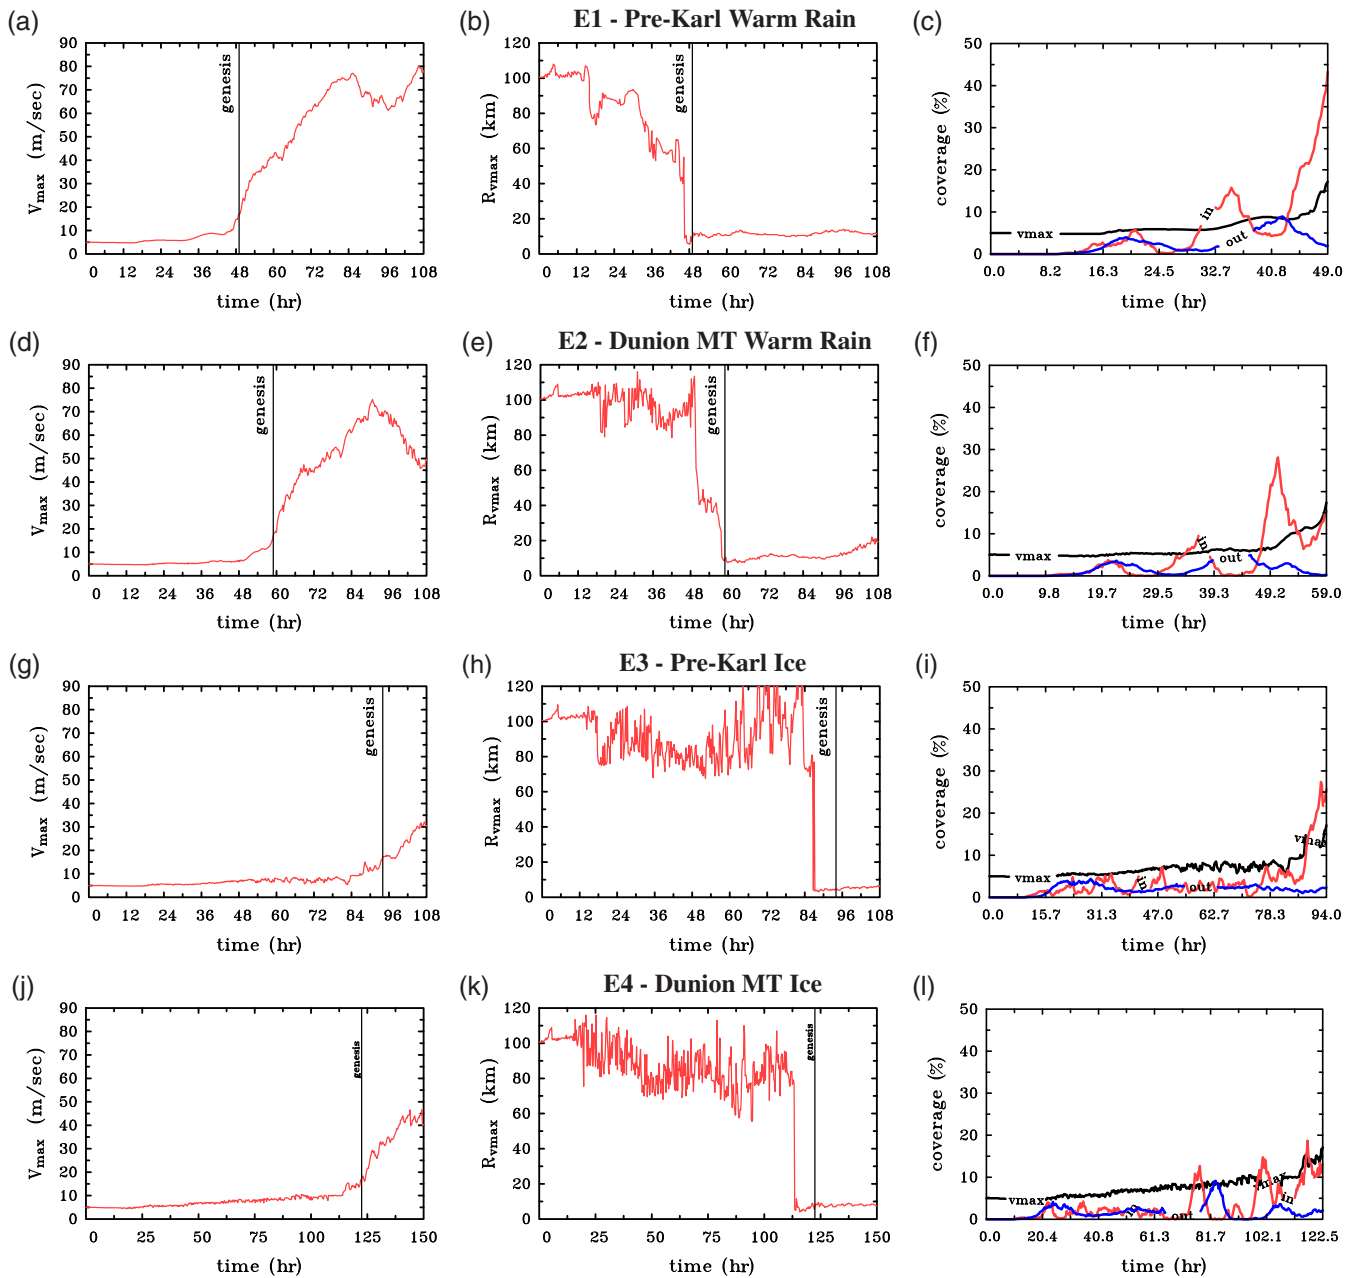 E1 - Pre-Karl Warm Rain
(a)
V_max (m/sec)
90
80
70
60
50
40
30
20
10
0
genesis
0 12 24 36 48 60 72 84 96 108
time (hr)
(b)
R_vmax (km)
120
100
80
60
40
20
0
genesis
0 12 24 36 48 60 72 84 96 108
time (hr)
(c)
coverage (%)
50
40
30
20
10
0
vmax
in
out
0.0 8.2 16.3 24.5 32.7 40.8 49.0
time (hr)
E2 - Dunion MT Warm Rain
(d)
V_max (m/sec)
90
80
70
60
50
40
30
20
10
0
genesis
0 12 24 36 48 60 72 84 96 108
time (hr)
(e)
R_vmax (km)
120
100
80
60
40
20
0
genesis
0 12 24 36 48 60 72 84 96 108
time (hr)
(f)
coverage (%)
50
40
30
20
10
0
vmax
in
out
0.0 9.8 19.7 29.5 39.3 49.2 59.0
time (hr)
E3 - Pre-Karl Ice
(g)
V_max (m/sec)
90
80
70
60
50
40
30
20
10
0
genesis
0 12 24 36 48 60 72 84 96 108
time (hr)
(h)
R_vmax (km)
120
100
80
60
40
20
0
genesis
0 12 24 36 48 60 72 84 96 108
time (hr)
(i)
coverage (%)
50
40
30
20
10
0
vmax
in
out
vmax
0.0 15.7 31.3 47.0 62.7 78.3 94.0
time (hr)
E4 - Dunion MT Ice
(j)
V_max (m/sec)
90
80
70
60
50
40
30
20
10
0
genesis
0 25 50 75 100 125 150
time (hr)
(k)
R_vmax (km)
120
100
80
60
40
20
0
genesis
0 25 50 75 100 125 150
time (hr)
(l)
coverage (%)
50
40
30
20
10
0
vmax
in
out
vmax
in
0.0 20.4 40.8 61.3 81.7 102.1 122.5
time (hr)